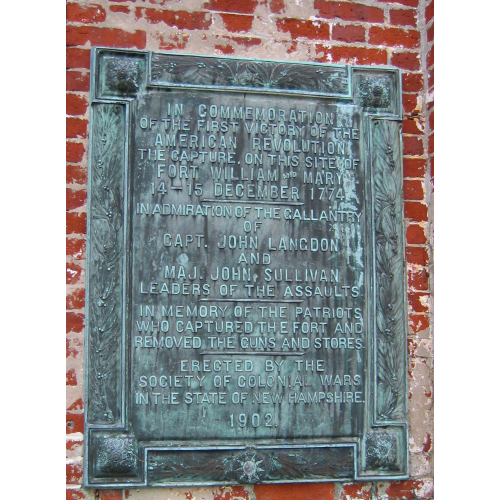 IN COMMEMORATION
OF THE FIRST VICTORY OF THE
AMERICAN REVOLUTION
THE CAPTURE, ON THIS SITE, OF
FORT WILLIAM AND MARY
14-15 DECEMBER 1774.
IN ADMIRATION OF THE GALLANTRY
OF
CAPT. JOHN LANGDON
AND
MAJ. JOHN SULLIVAN
LEADERS OF THE ASSAULTS.
IN MEMORY OF THE PATRIOTS
WHO CAPTURED THE FORT AND
REMOVED THE GUNS AND STORES.
ERECTED BY THE
SOCIETY OF COLONIAL WARS
IN THE STATE OF NEW HAMPSHIRE.
1902.